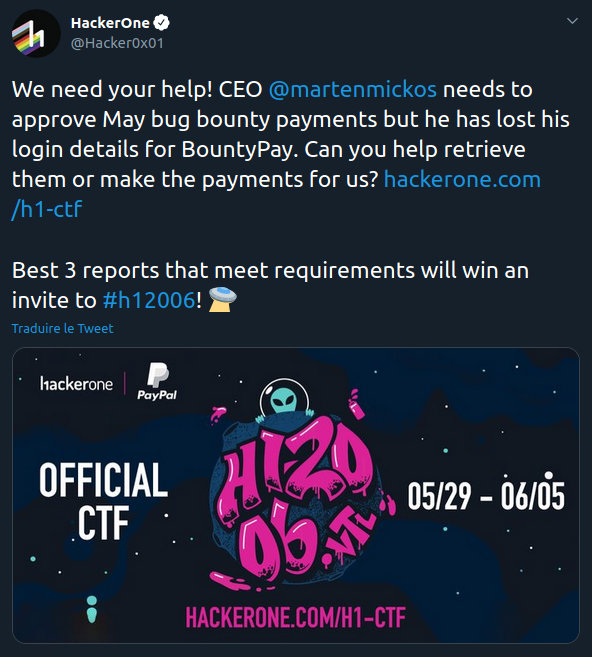 HackerOne
@Hacker0x01
We need your help! CEO @martenmickos needs to
approve May bug bounty payments but he has lost his
login details for BountyPay. Can you help retrieve
them or make the payments for us? hackerone.com
/h1-ctf
Best 3 reports that meet requirements will win an
invite to #h12006!
Traduire le Tweet
hackerone
PayPal
OFFICIAL
CTF
H1-20
06.VTL
05/29 – 06/05
HACKERONE.COM/H1-CTF